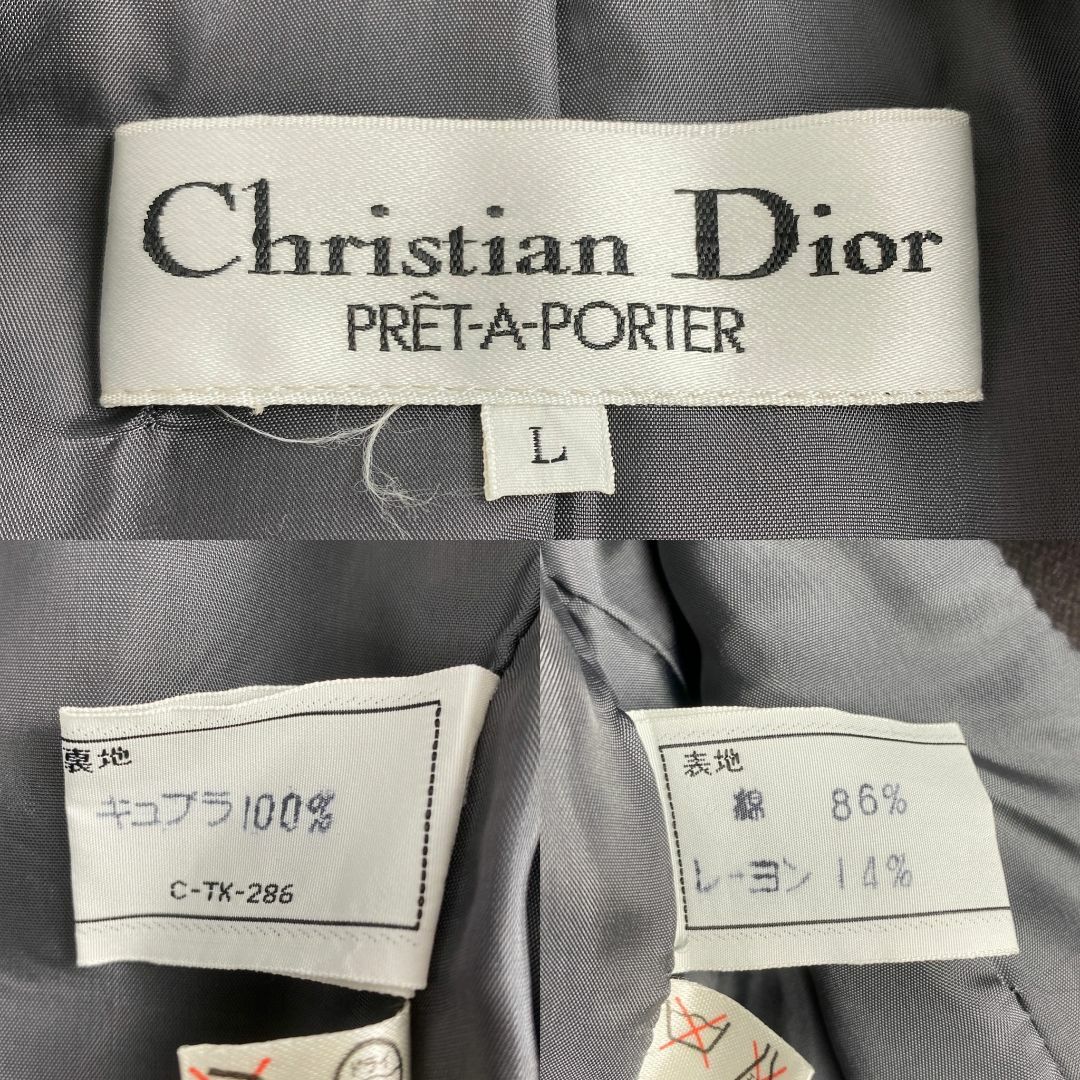 Christian Dior
PRÊT-A-PORTER
L
裏地
キュプラ100%
C-TX-286
表地
綿 86%
レーヨン 14%